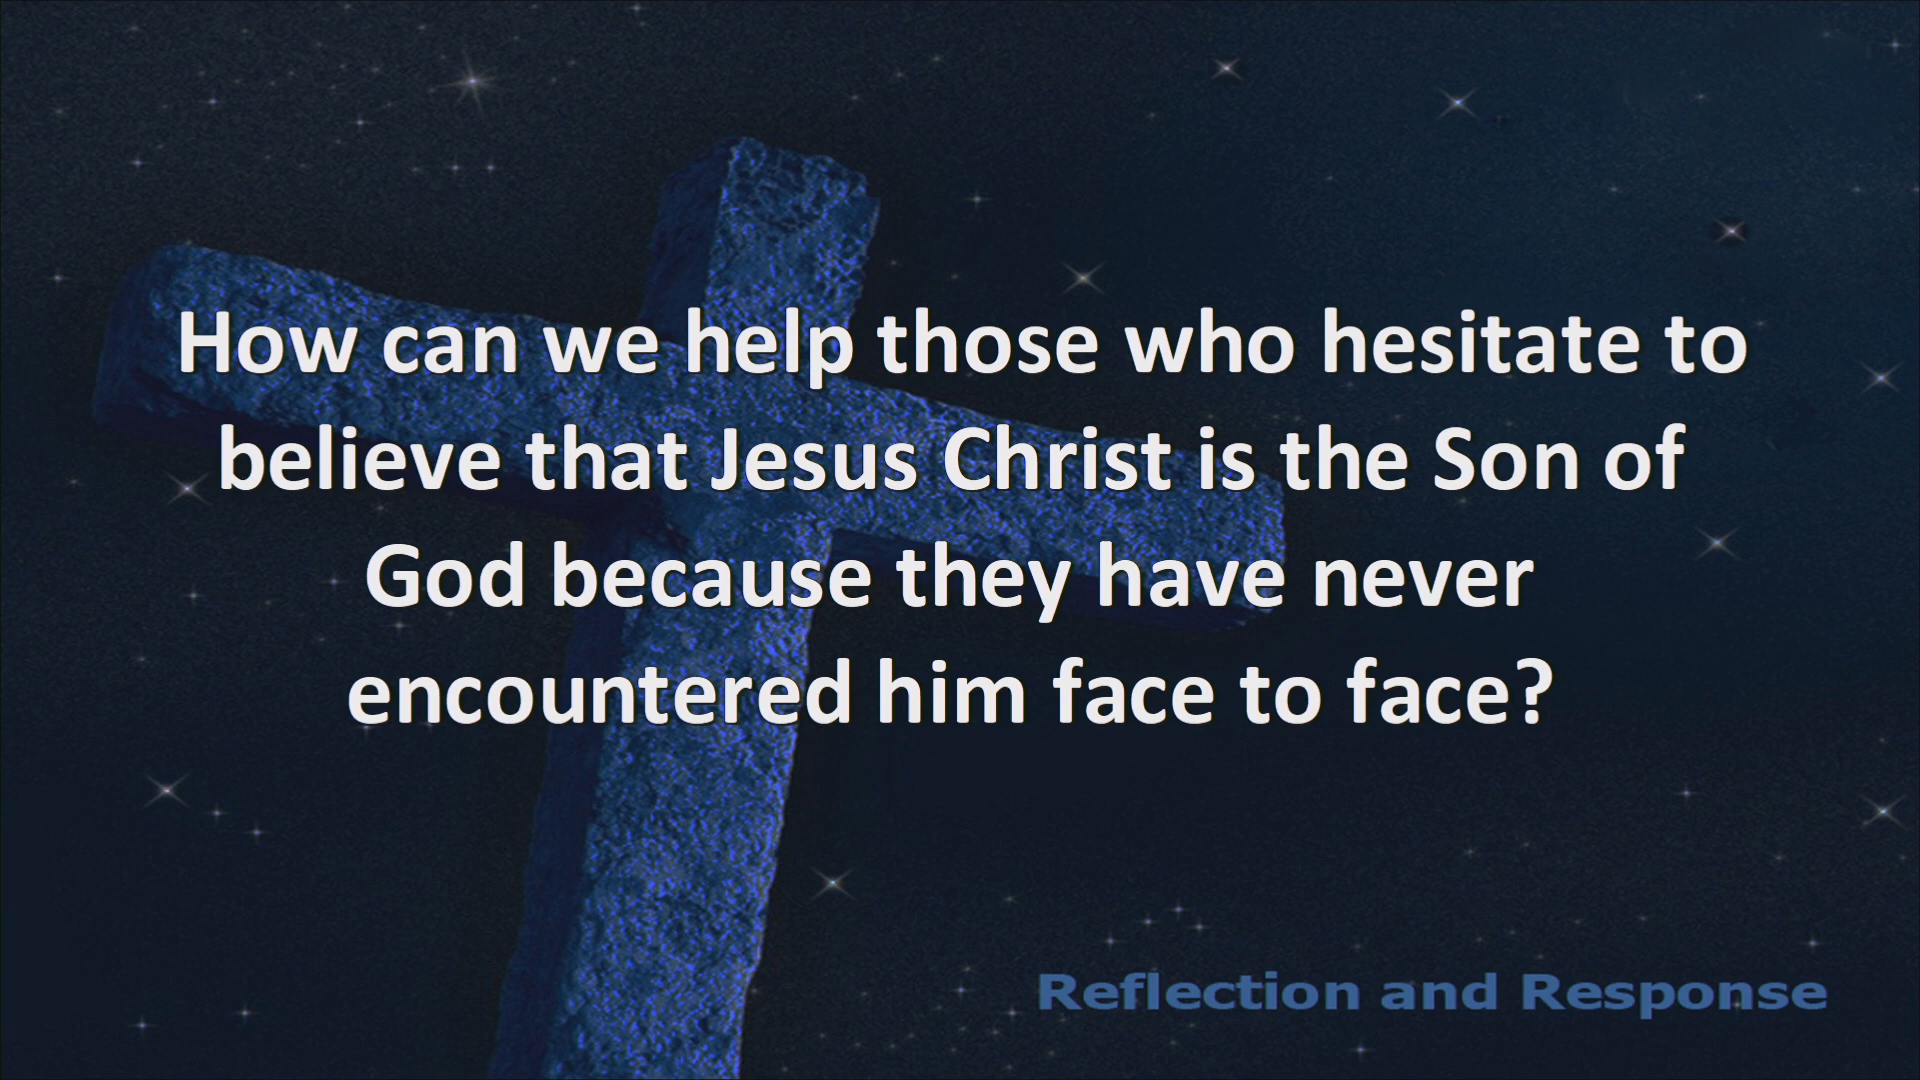 How can we help those who hesitate to
believe that Jesus Christ is the Son of
God because they have never
encountered him face to face?
Reflection and Response